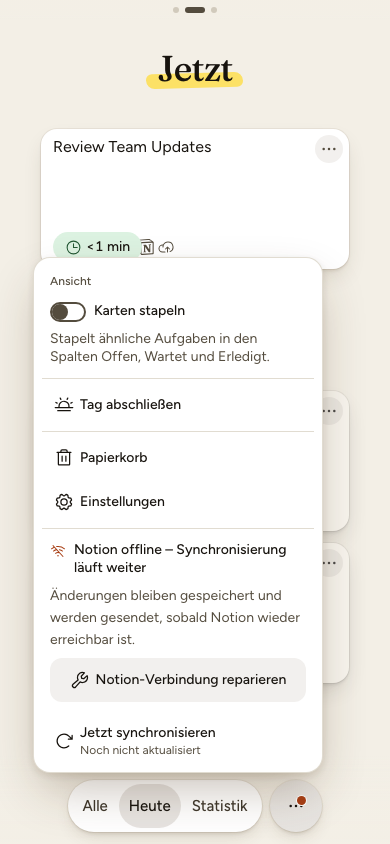 Jetzt
Review Team Updates
<1 min
Ansicht
Karten stapeln
Stapelt ähnliche Aufgaben in den
Spalten Offen, Wartet und Erledigt.
Tag abschließen
Papierkorb
Einstellungen
Notion offline – Synchronisierung
läuft weiter
Änderungen bleiben gespeichert und
werden gesendet, sobald Notion wieder
erreichbar ist.
Notion-Verbindung reparieren
Jetzt synchronisieren
Noch nicht aktualisiert
Alle Heute Statistik